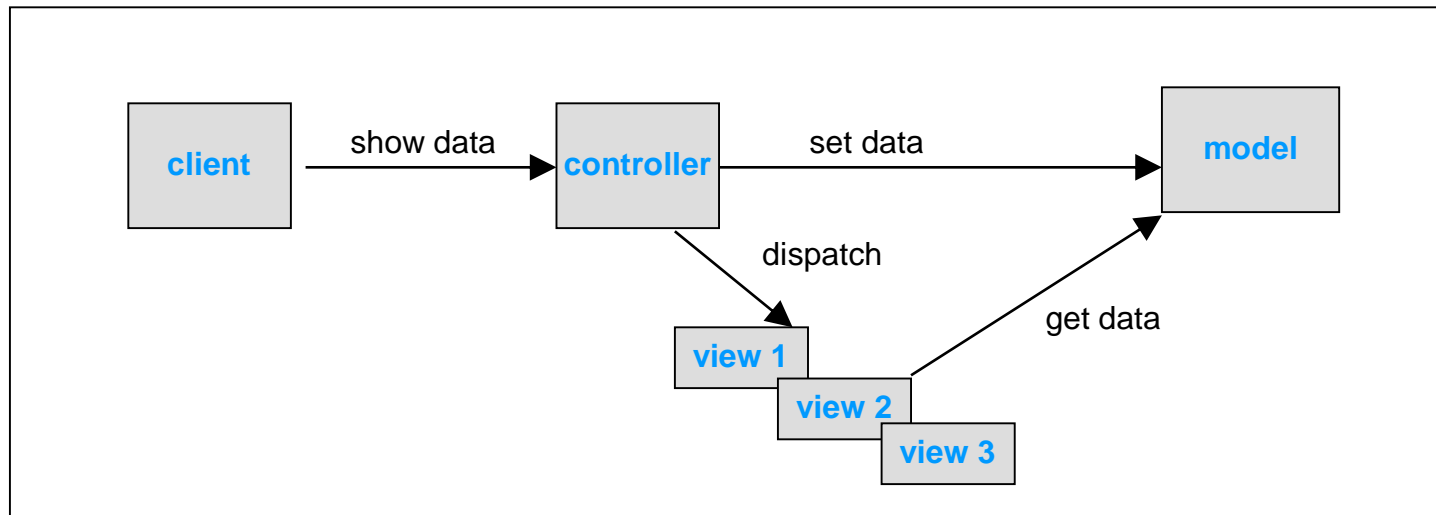 client
show data
controller
set data
model
dispatch
get data
view 1
view 2
view 3